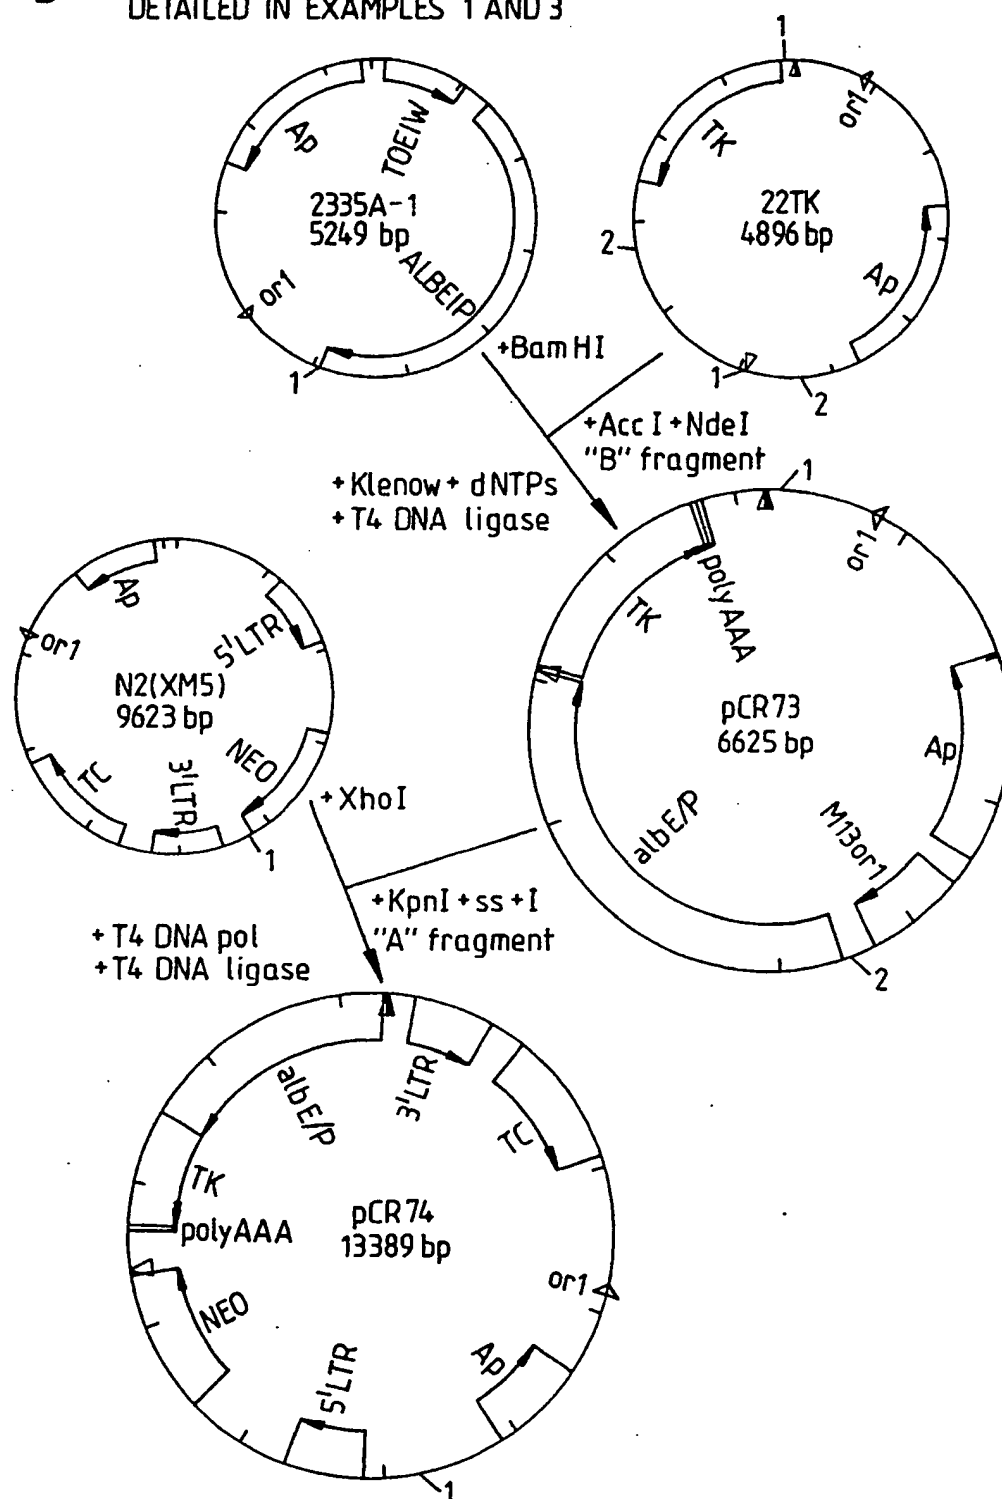 DETAILED IN EXAMPLES 1 AND 3
1
Ap
TOEIW
2335A-1
5249 bp
ALBEIP
or1
1
TK
or1
22TK
4896 bp
2
Ap
1
2
+Bam HI
+Acc I +NdeI
"B" fragment
+Klenow + dNTPs
+T4 DNA ligase
1
or1
polyAAA
TK
pCR73
6625 bp
Ap
M13or1
albE/P
2
Ap
or1
5'LTR
N2(XM5)
9623 bp
NEO
3'LTR
TC
1
+XhoI
+KpnI +ss +I
"A" fragment
+ T4 DNA pol
+T4 DNA ligase
albE/P
3'LTR
TC
TK
polyAAA
pCR74
13389 bp
or1
NEO
Ap
5'LTR
1